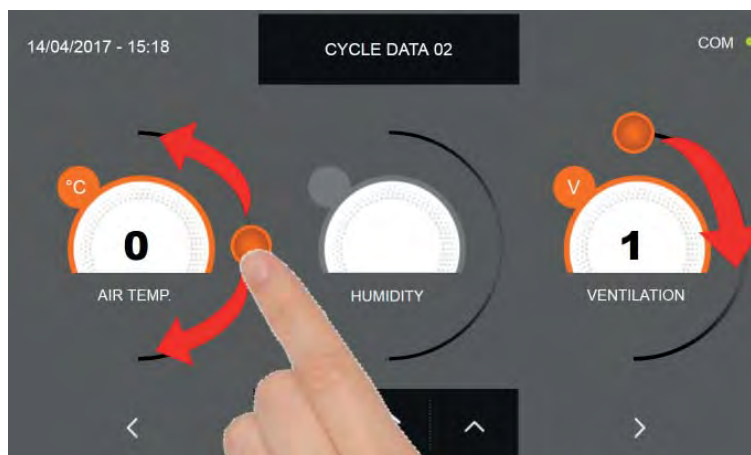 14/04/2017 - 15:18
CYCLE DATA 02
COM
°C
V
0
1
AIR TEMP.
HUMIDITY
VENTILATION